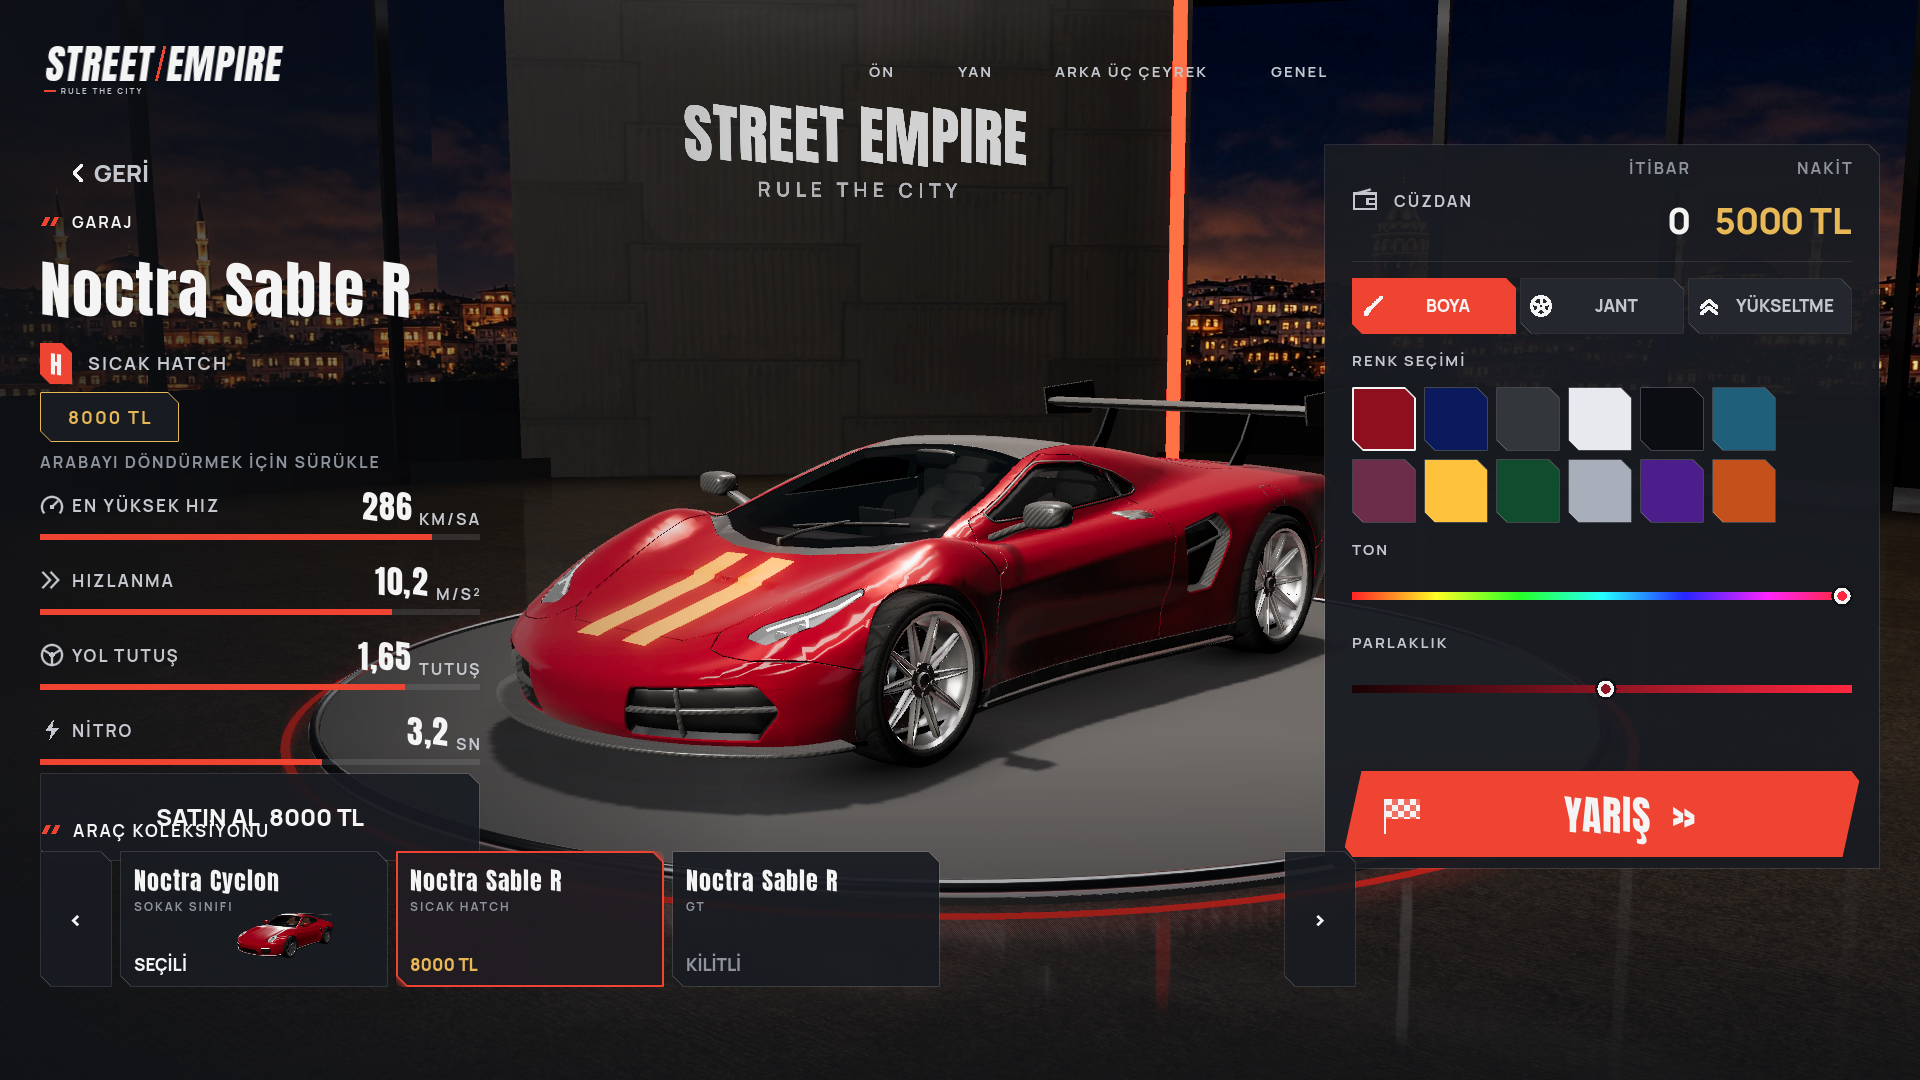 STREET/EMPIRE
RULE THE CITY
ÖN
YAN
ARKA ÜÇ ÇEYREK
GENEL
STREET EMPIRE
RULE THE CITY
GERİ
GARAJ
Noctra Sable R
H SICAK HATCH
8000 TL
ARABAYI DÖNDÜRMEK İÇİN SÜRÜKLE
EN YÜKSEK HIZ 286 KM/SA
HIZLANMA 10,2 M/S²
YOL TUTUŞ 1,65 TUTUŞ
NİTRO 3,2 SN
SATIN AL 8000 TL
ARAÇ KOLEKSİYONU
Noctra Cyclon
SOKAK SINIFI
SEÇİLİ
Noctra Sable R
SICAK HATCH
8000 TL
Noctra Sable R
GT
KİLİTLİ
İTİBAR NAKİT
CÜZDAN
0 5000 TL
BOYA
JANT
YÜKSELTME
RENK SEÇİMİ
TON
PARLAKLIK
YARIŞ